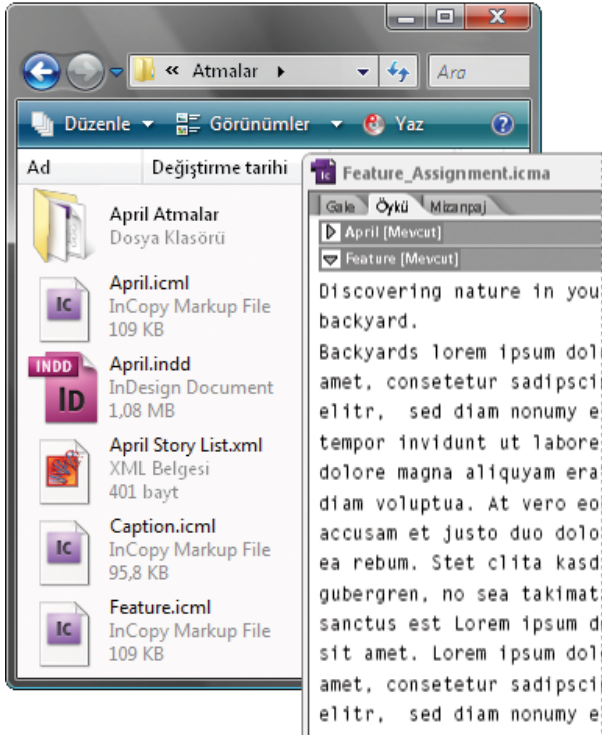 « Atmalar
Ara
Düzenle
Görünümler
Yaz
?
Ad
Değiştirme tarihi
April Atmalar
Dosya Klasörü
IC
April.icml
InCopy Markup File
109 KB
INDD
ID
April.indd
InDesign Document
1,08 MB
April Story List.xml
XML Belgesi
401 bayt
IC
Caption.icml
InCopy Markup File
95,8 KB
IC
Feature.icml
InCopy Markup File
109 KB
Ic
Feature_Assignment.icma
Gale Öykü Mizanpaj
April [Mevcut]
Feature [Mevcut]
Discovering nature in you
backyard.
Backyards lorem ipsum dol
amet, consetetur sadipsci
elitr, sed diam nonumy e
tempor invidunt ut labore
dolore magna aliquyam era
diam voluptua. At vero eo
accusam et justo duo dolo
ea rebum. Stet clita kasd
gubergren, no sea takimat
sanctus est Lorem ipsum d
sit amet. Lorem ipsum dol
amet, consetetur sadipsci
elitr, sed diam nonumy e